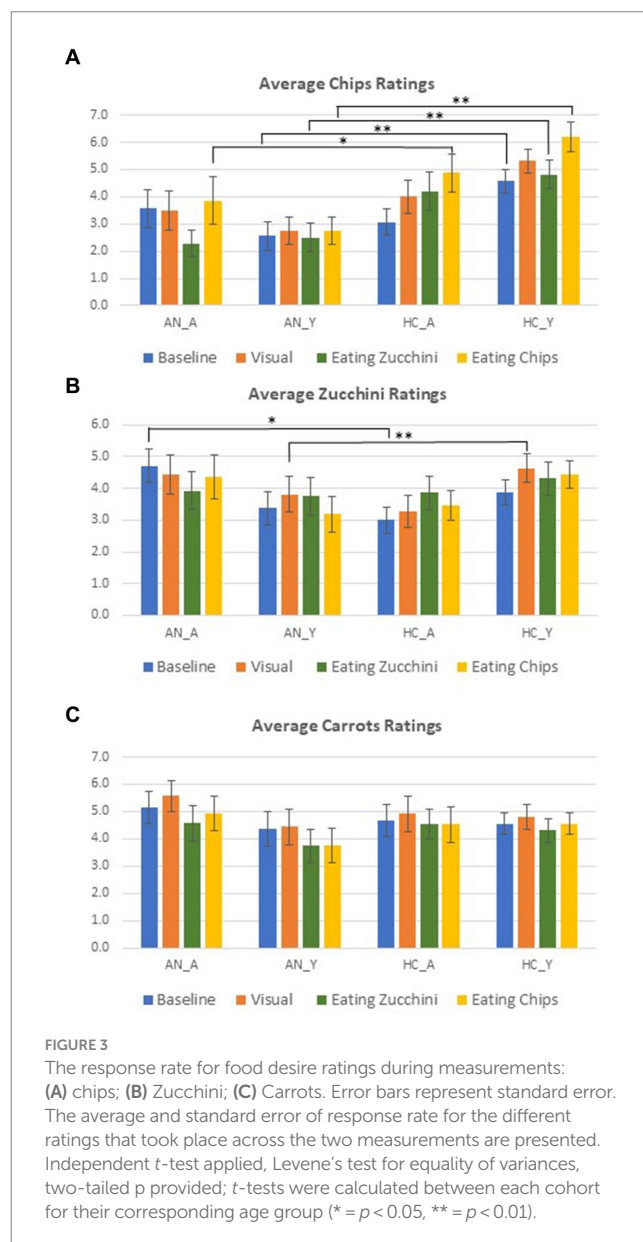 A
Average Chips Ratings
7.0
6.0
5.0
4.0
3.0
2.0
1.0
0.0
**
**
**
*
AN_A AN_Y HC_A HC_Y
Baseline Visual Eating Zucchini Eating Chips
B
Average Zucchini Ratings
6.0
5.0
4.0
3.0
2.0
1.0
0.0
*
**
AN_A AN_Y HC_A HC_Y
Baseline Visual Eating Zucchini Eating Chips
C
Average Carrots Ratings
7.0
6.0
5.0
4.0
3.0
2.0
1.0
0.0
AN_A AN_Y HC_A HC_Y
Baseline Visual Eating Zucchini Eating Chips
FIGURE 3
The response rate for food desire ratings during measurements:
(A) chips; (B) Zucchini; (C) Carrots. Error bars represent standard error.
The average and standard error of response rate for the different
ratings that took place across the two measurements are presented.
Independent t-test applied, Levene's test for equality of variances,
two-tailed p provided; t-tests were calculated between each cohort
for their corresponding age group (* = p < 0.05, ** = p < 0.01).